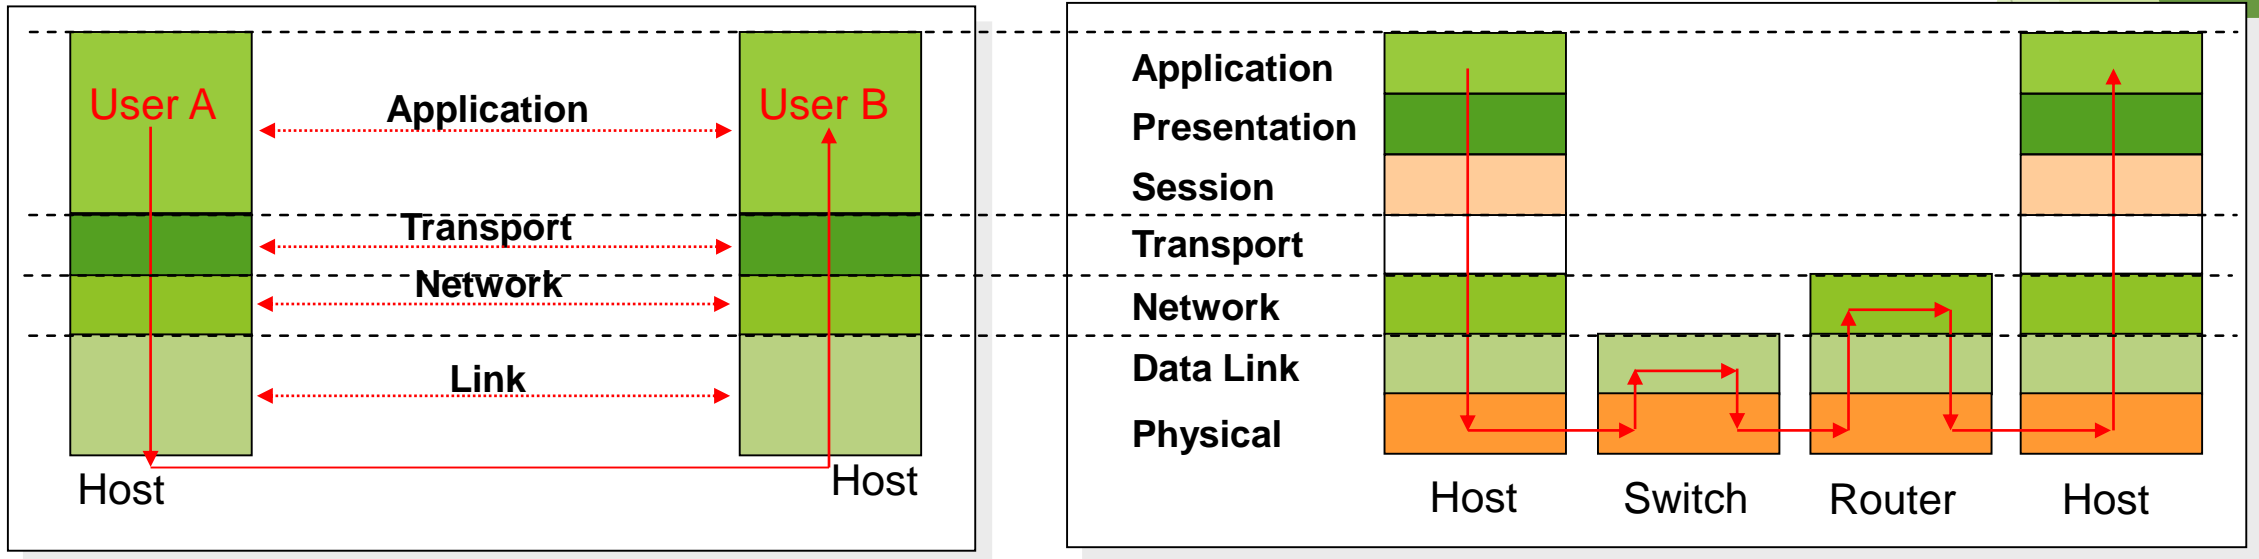 User A
Application
User B
Transport
Network
Link
Host
Host
Application
Presentation
Session
Transport
Network
Data Link
Physical
Host
Switch
Router
Host